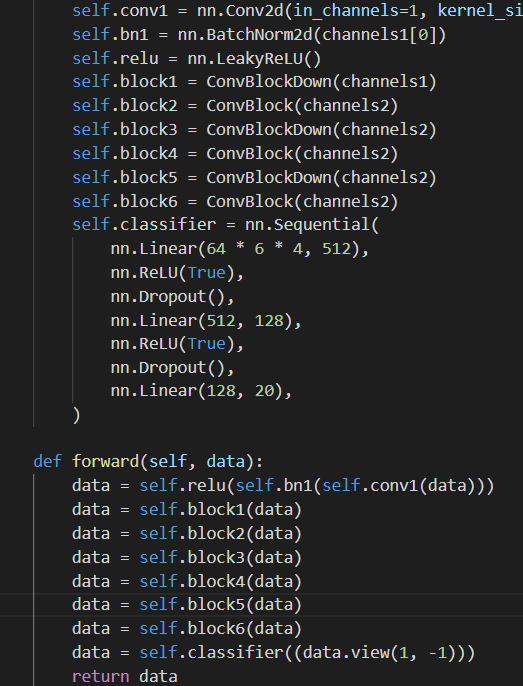 self.conv1 = nn.Conv2d(in_channels=1, kernel_si
self.bn1 = nn.BatchNorm2d(channels1[0])
self.relu = nn.LeakyReLU()
self.block1 = ConvBlockDown(channels1)
self.block2 = ConvBlock(channels2)
self.block3 = ConvBlockDown(channels2)
self.block4 = ConvBlock(channels2)
self.block5 = ConvBlockDown(channels2)
self.block6 = ConvBlock(channels2)
self.classifier = nn.Sequential(
nn.Linear(64 * 6 * 4, 512),
nn.ReLU(True),
nn.Dropout(),
nn.Linear(512, 128),
nn.ReLU(True),
nn.Dropout(),
nn.Linear(128, 20),
)
def forward(self, data):
data = self.relu(self.bn1(self.conv1(data)))
data = self.block1(data)
data = self.block2(data)
data = self.block3(data)
data = self.block4(data)
data = self.block5(data)
data = self.block6(data)
data = self.classifier((data.view(1, -1)))
return data